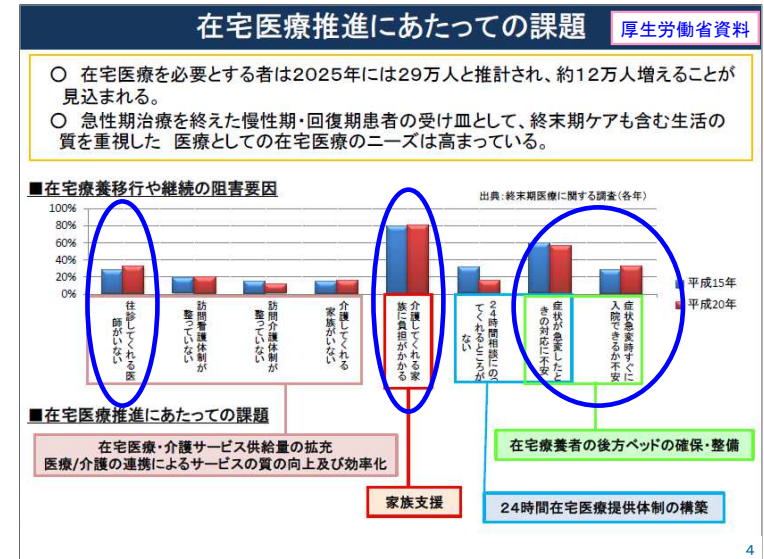 在宅医療推進にあたっての課題
厚生労働省資料
○ 在宅医療を必要とする者は2025年には29万人と推計され、約12万人増えることが
見込まれる。
○ 急性期治療を終えた慢性期・回復期患者の受け皿として、終末期ケアも含む生活の
質を重視した 医療としての在宅医療のニーズは高まっている。
■在宅療養移行や継続の阻害要因
出典:終末期医療に関する調査(各年)
100%
80%
60%
40%
20%
0%
平成15年
平成20年
往診してくれる医
師がいない
訪問看護体制が
整っていない
訪問介護体制が
整っていない
介護してくれる
家族がいない
介護してくれる家
族に負担がかかる
24時間相談にのっ
てくれるところが
ない
症状が急変したと
きの対応に不安
症状急変時すぐに
入院できるか不安
■在宅医療推進にあたっての課題
在宅医療・介護サービス供給量の拡充
医療/介護の連携によるサービスの質の向上及び効率化
在宅療養者の後方ベッドの確保・整備
家族支援
24時間在宅医療提供体制の構築
4